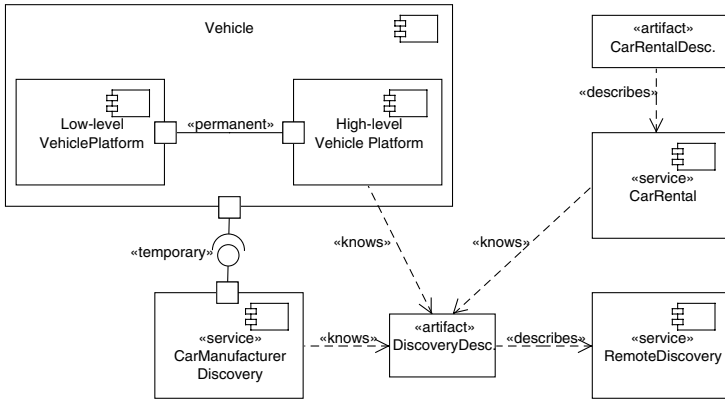 Vehicle
Low-level
VehiclePlatform
«permanent»
High-level
Vehicle Platform
«artifact»
CarRentalDesc.
«describes»
«service»
CarRental
«temporary»
«knows»
«knows»
«service»
CarManufacturer
Discovery
«knows»
«artifact»
DiscoveryDesc.
«describes»
«service»
RemoteDiscovery